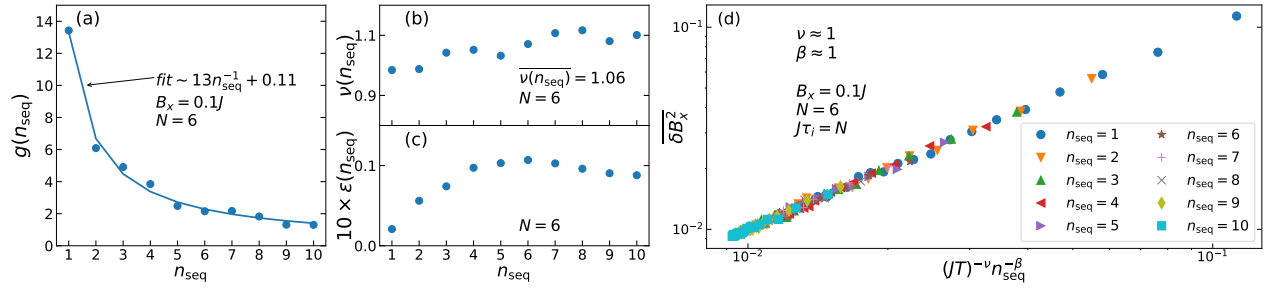 (a)
g(n_seq)
14
12
10
8
6
4
2
0
fit ~ 13n_seq^{-1} + 0.11
B_x = 0.1J
N = 6
1 2 3 4 5 6 7 8 9 10
n_seq
(b)
ν(n_seq)
1.1
0.9
\overline{ν(n_seq)} = 1.06
N = 6
(c)
10 × ε(n_seq)
0.1
0.0
N = 6
1 2 3 4 5 6 7 8 9 10
n_seq
(d)
\overline{δB_x^2}
10^{-1}
10^{-2}
ν ≈ 1
β ≈ 1
B_x = 0.1J
N = 6
Jτ_i = N
n_seq = 1
n_seq = 2
n_seq = 3
n_seq = 4
n_seq = 5
n_seq = 6
n_seq = 7
n_seq = 8
n_seq = 9
n_seq = 10
10^{-2} 10^{-1}
(JT)^{-ν} n_seq^{-β}